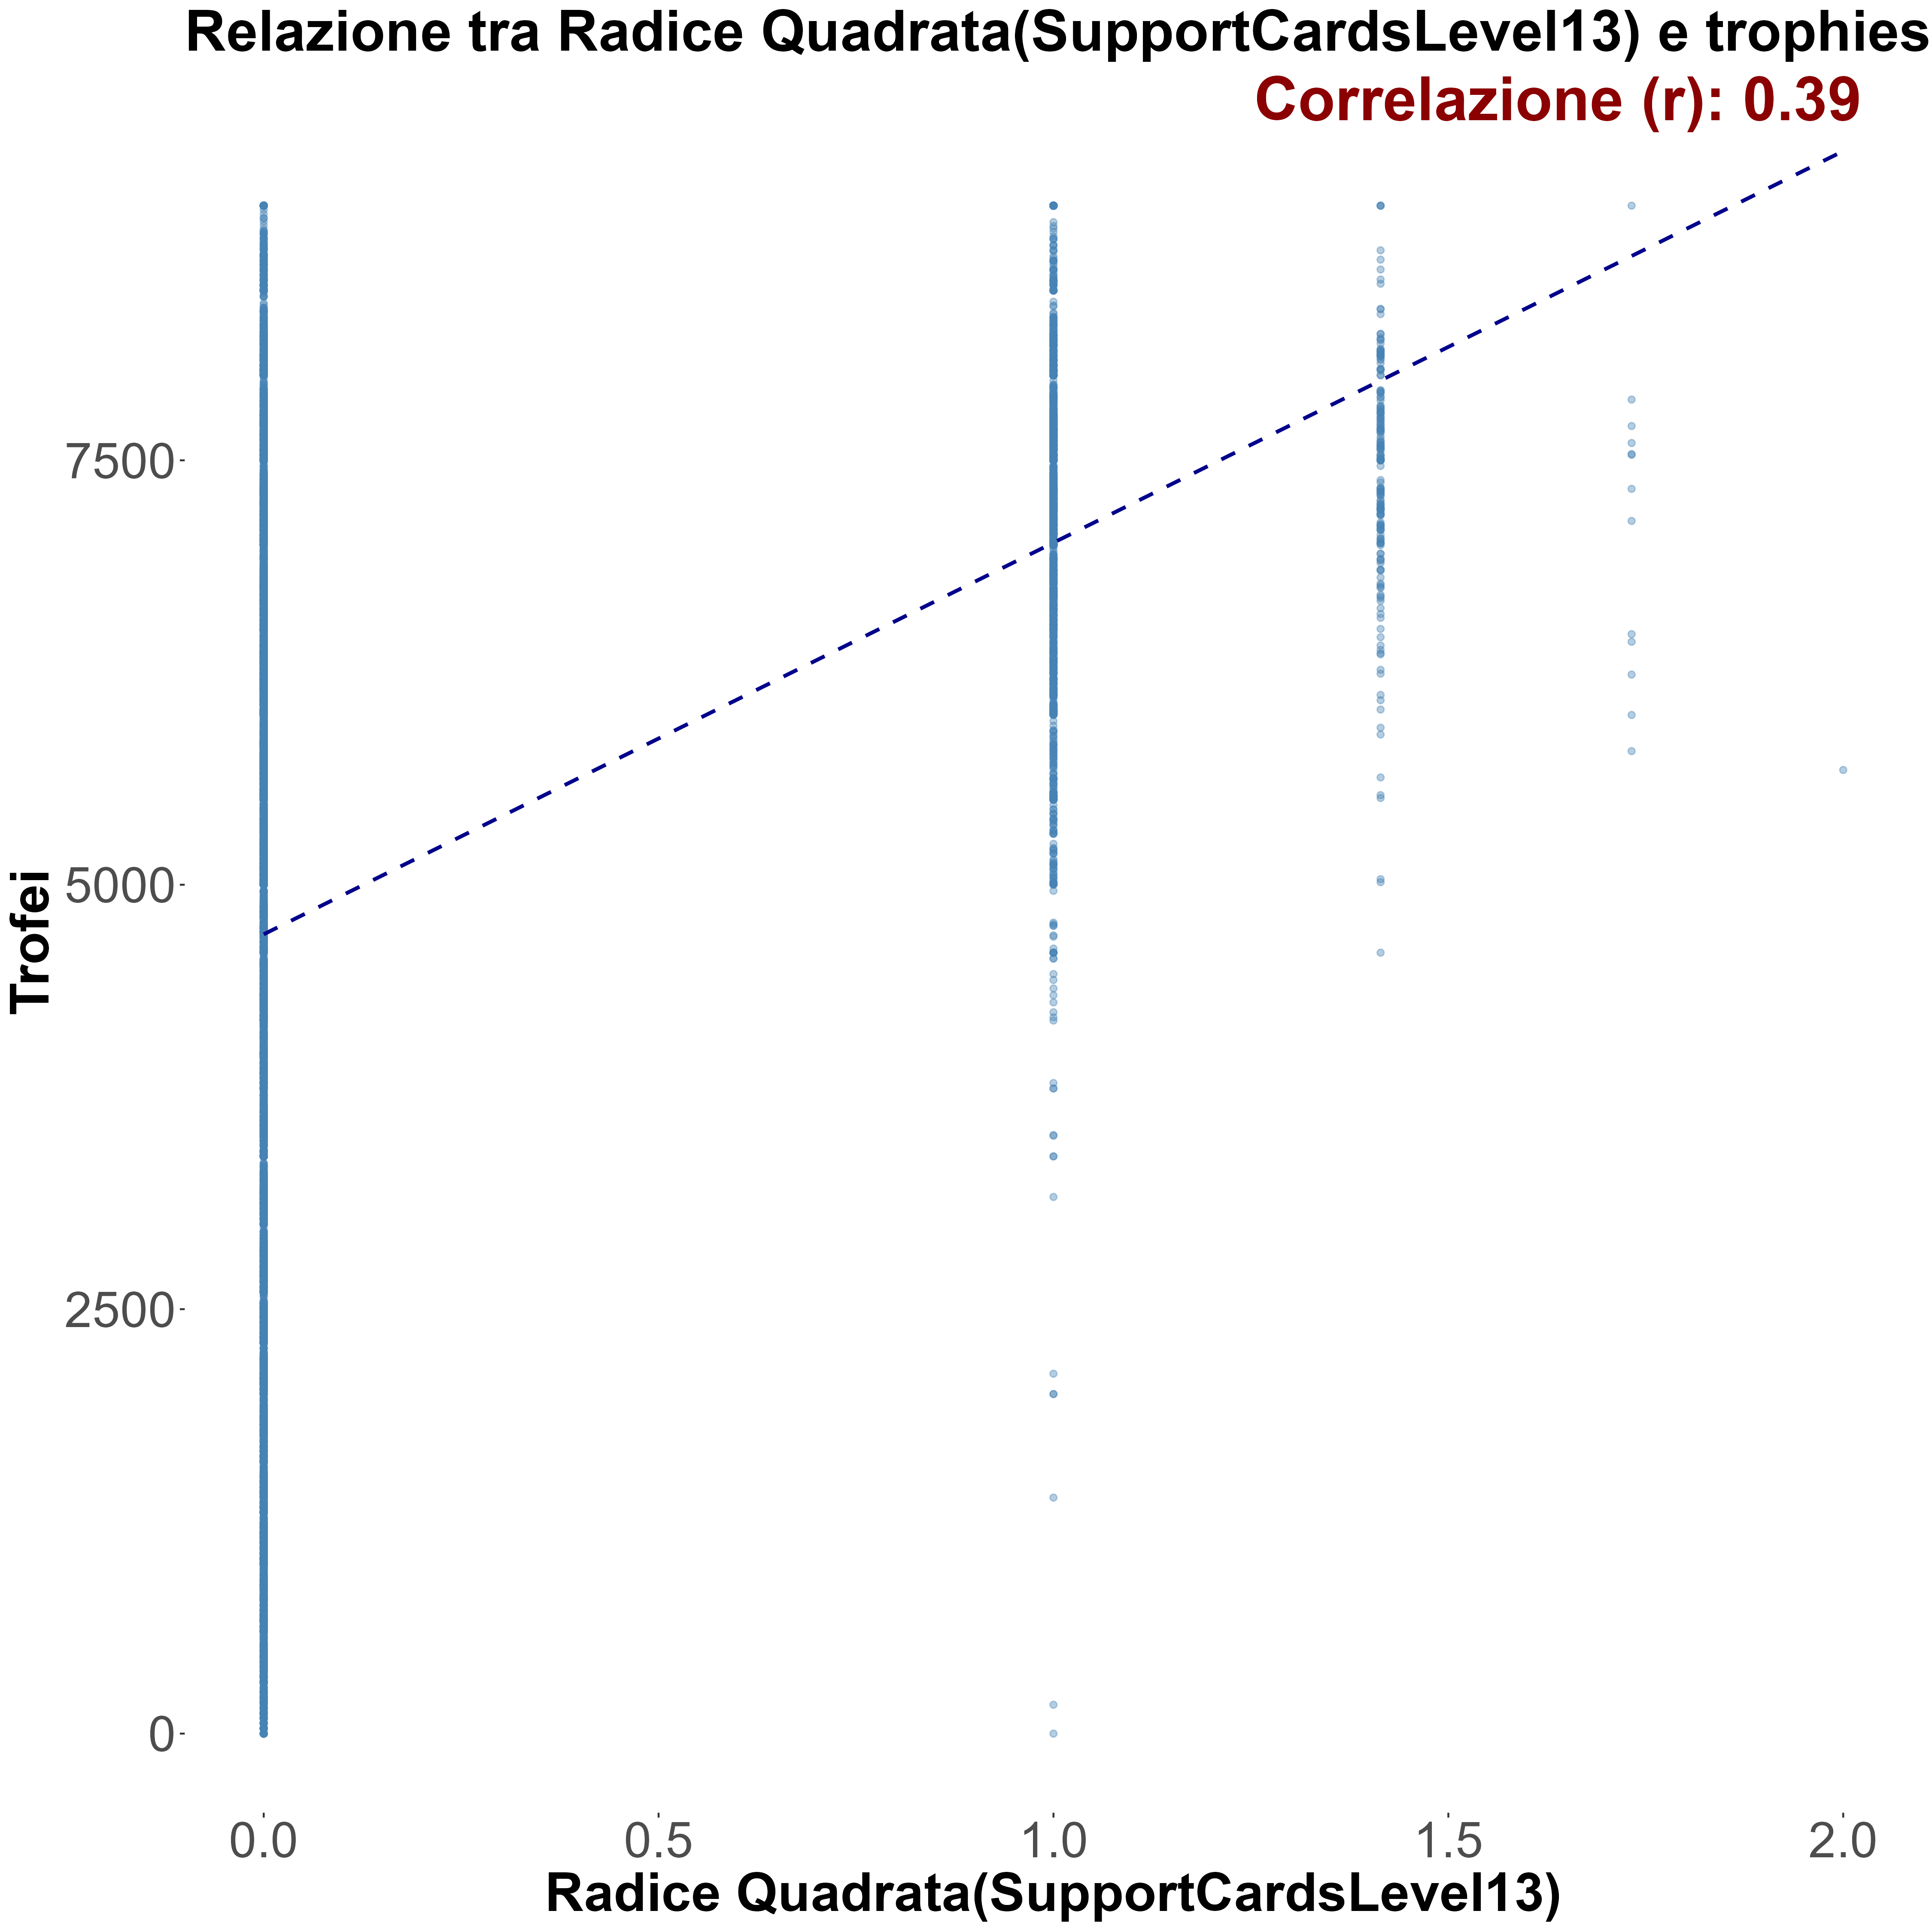 Relazione tra Radice Quadrata(SupportCardsLevel13) e trophies
Correlazione (r): 0.39
7500
5000
2500
0
Trofei
0.0
0.5
1.0
1.5
2.0
Radice Quadrata(SupportCardsLevel13)